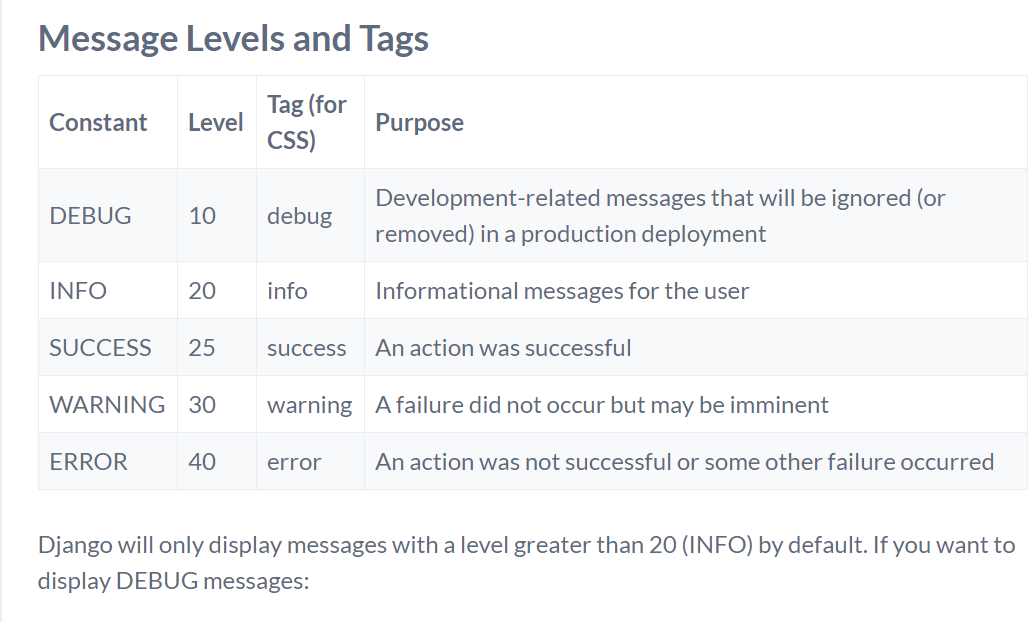 Message Levels and Tags
Constant Level Tag (for CSS) Purpose
DEBUG 10 debug Development-related messages that will be ignored (or
removed) in a production deployment
INFO 20 info Informational messages for the user
SUCCESS 25 success An action was successful
WARNING 30 warning A failure did not occur but may be imminent
ERROR 40 error An action was not successful or some other failure occurred
Django will only display messages with a level greater than 20 (INFO) by default. If you want to
display DEBUG messages: